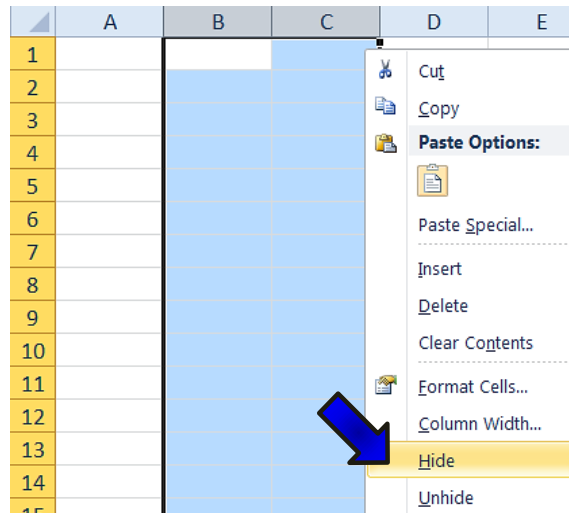 A B C D E
1
2
3
4
5
6
7
8
9
10
11
12
13
14
15
Cut
Copy
Paste Options:
Paste Special...
Insert
Delete
Clear Contents
Format Cells...
Column Width...
Hide
Unhide